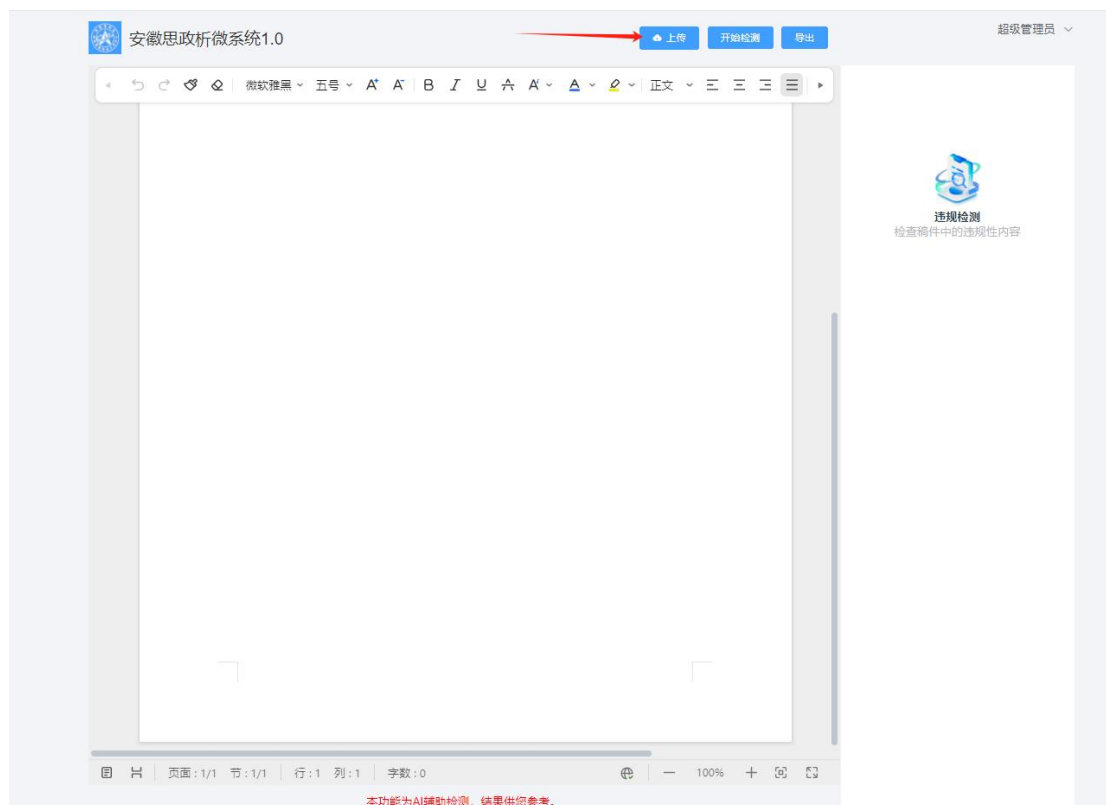 安徽思政析微系统1.0
上传 开始检测 导出
超级管理员
微软雅黑 五号 A⁺ A⁻ B I U A A A 正文
违规检测
检查稿件中的违规性内容
页面:1/1 节:1/1 行:1 列:1 字数:0 100%
本功能为AI辅助检测，结果供您参考。